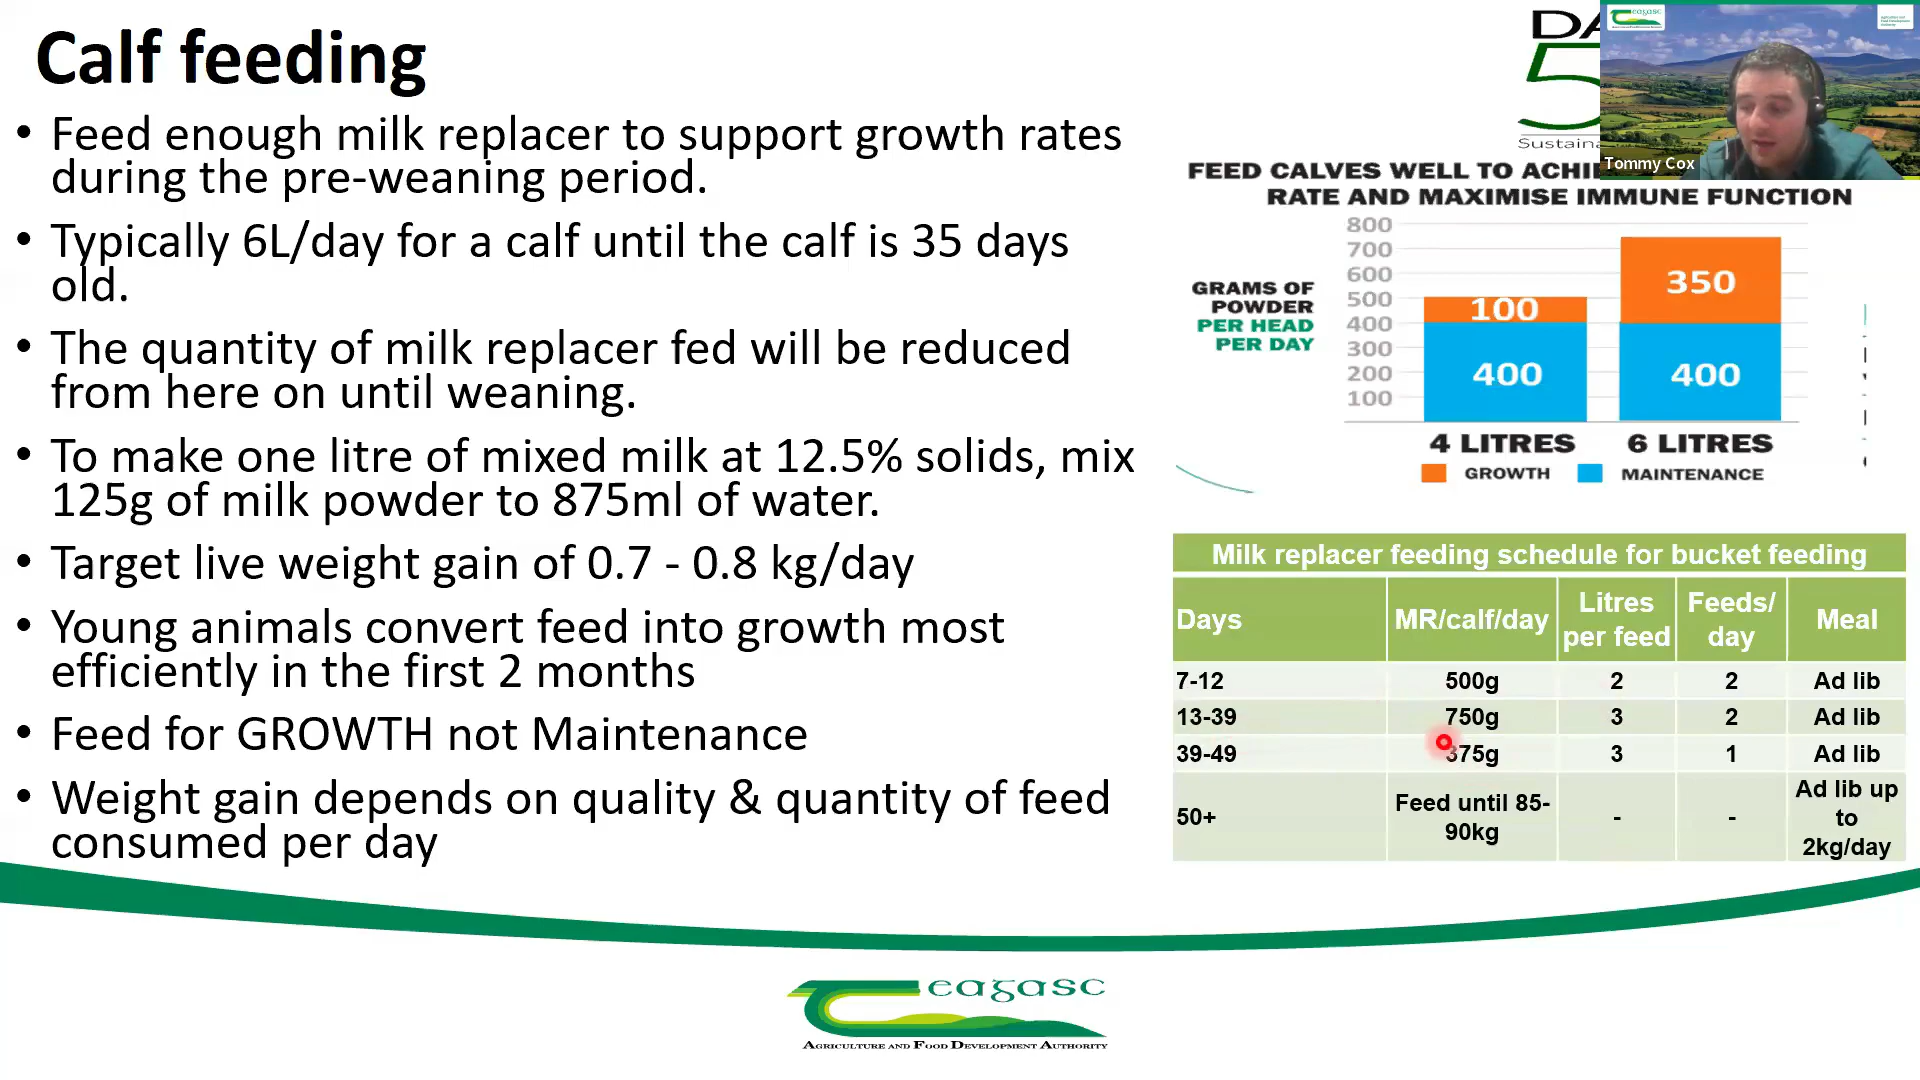 Calf feeding
• Feed enough milk replacer to support growth rates
during the pre-weaning period.
• Typically 6L/day for a calf until the calf is 35 days
old.
• The quantity of milk replacer fed will be reduced
from here on until weaning.
• To make one litre of mixed milk at 12.5% solids, mix
125g of milk powder to 875ml of water.
• Target live weight gain of 0.7 - 0.8 kg/day
• Young animals convert feed into growth most
efficiently in the first 2 months
• Feed for GROWTH not Maintenance
• Weight gain depends on quality & quantity of feed
consumed per day
eagasc
Tommy Cox
FEED CALVES WELL TO
RATE AND MAXIMISE IMMUNE FUNCTION
GRAMS OF
POWDER
PER HEAD
PER DAY
800
700
600
500
400
300
200
100
100
400
350
400
4 LITRES 6 LITRES
GROWTH MAINTENANCE
Milk replacer feeding schedule for bucket feeding
Days MR/calf/day Litres per feed Feeds/ day Meal
7-12 500g 2 2 Ad lib
13-39 750g 3 2 Ad lib
39-49 375g 3 1 Ad lib
50+ Feed until 85-90kg - - Ad lib up to 2kg/day
eagasc
AGRICULTURE AND FOOD DEVELOPMENT AUTHORITY